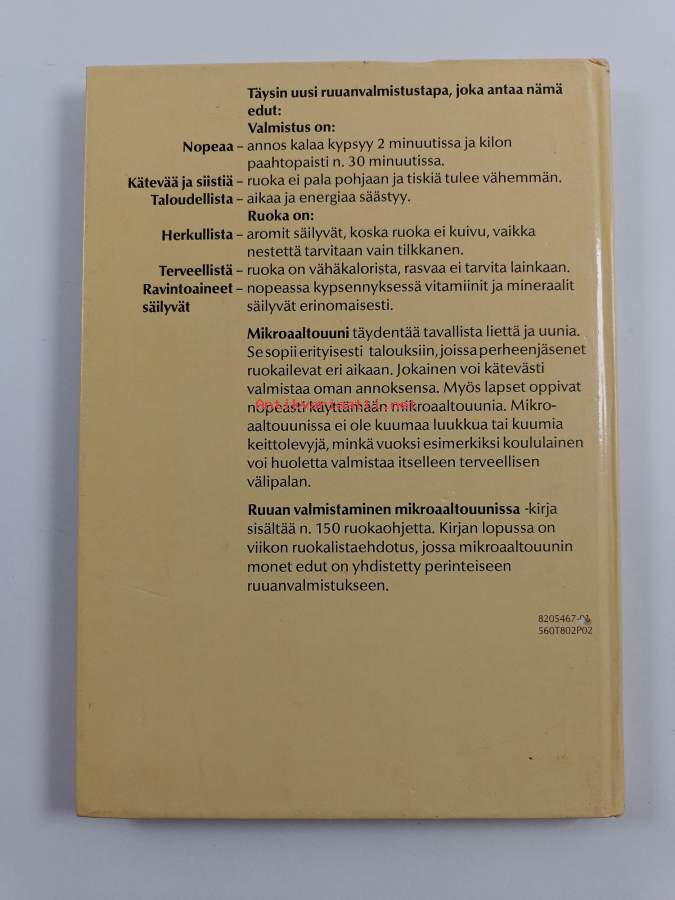 Täysin uusi ruuanvalmistustapa, joka antaa nämä
edut:
Valmistus on:
Nopeaa – annos kalaa kypsyy 2 minuutissa ja kilon
paahtopaisti n. 30 minuutissa.
Kätevää ja siistiä – ruoka ei pala pohjaan ja tiskiä tulee vähemmän.
Taloudellista – aikaa ja energiaa säästyy.
Ruoka on:
Herkullista – aromit säilyvät, koska ruoka ei kuivu, vaikka
nestettä tarvitaan vain tilkkanen.
Terveellistä – ruoka on vähäkalorista, rasvaa ei tarvita lainkaan.
Ravintoaineet – nopeassa kypsennyksessä vitamiinit ja mineraalit
säilyvät säilyvät erinomaisesti.
Mikroaaltouuni täydentää tavallista liettä ja uunia.
Se sopii erityisesti talouksiin, joissa perheenjäsenet
ruokailevat eri aikaan. Jokainen voi kätevästi
valmistaa oman annoksensa. Myös lapset oppivat
Antikvariaatti.net
nopeasti käyttämään mikroaaltouunia. Mikro-
aaltouunissa ei ole kuumaa luukkua tai kuumia
keittolevyjä, minkä vuoksi esimerkiksi koululainen
voi huoletta valmistaa itselleen terveellisen
välipalan.
Ruuan valmistaminen mikroaaltouunissa -kirja
sisältää n. 150 ruokaohjetta. Kirjan lopussa on
viikon ruokalistaehdotus, jossa mikroaaltouunin
monet edut on yhdistetty perinteiseen
ruuanvalmistukseen.
8205467-01
560T802P02